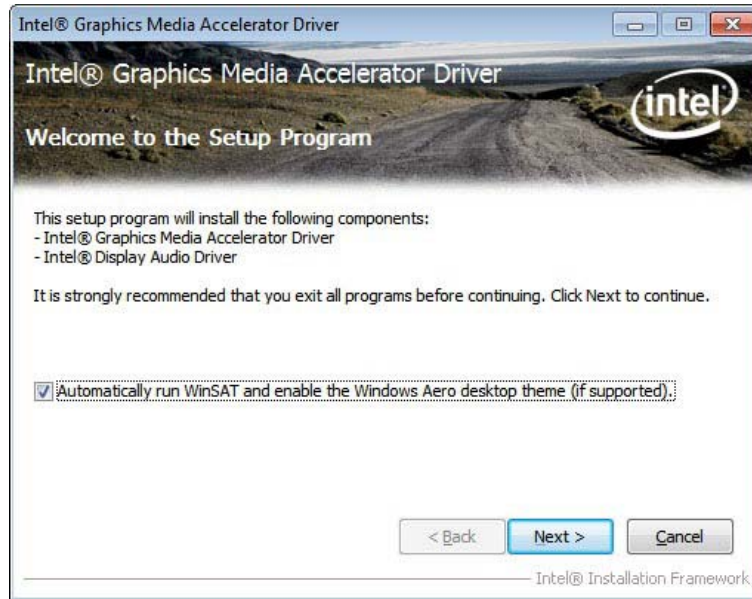 Intel® Graphics Media Accelerator Driver
Intel® Graphics Media Accelerator Driver
intel
Welcome to the Setup Program
This setup program will install the following components:
- Intel® Graphics Media Accelerator Driver
- Intel® Display Audio Driver
It is strongly recommended that you exit all programs before continuing. Click Next to continue.
Automatically run WinSAT and enable the Windows Aero desktop theme (if supported).
< Back
Next >
Cancel
Intel® Installation Framework